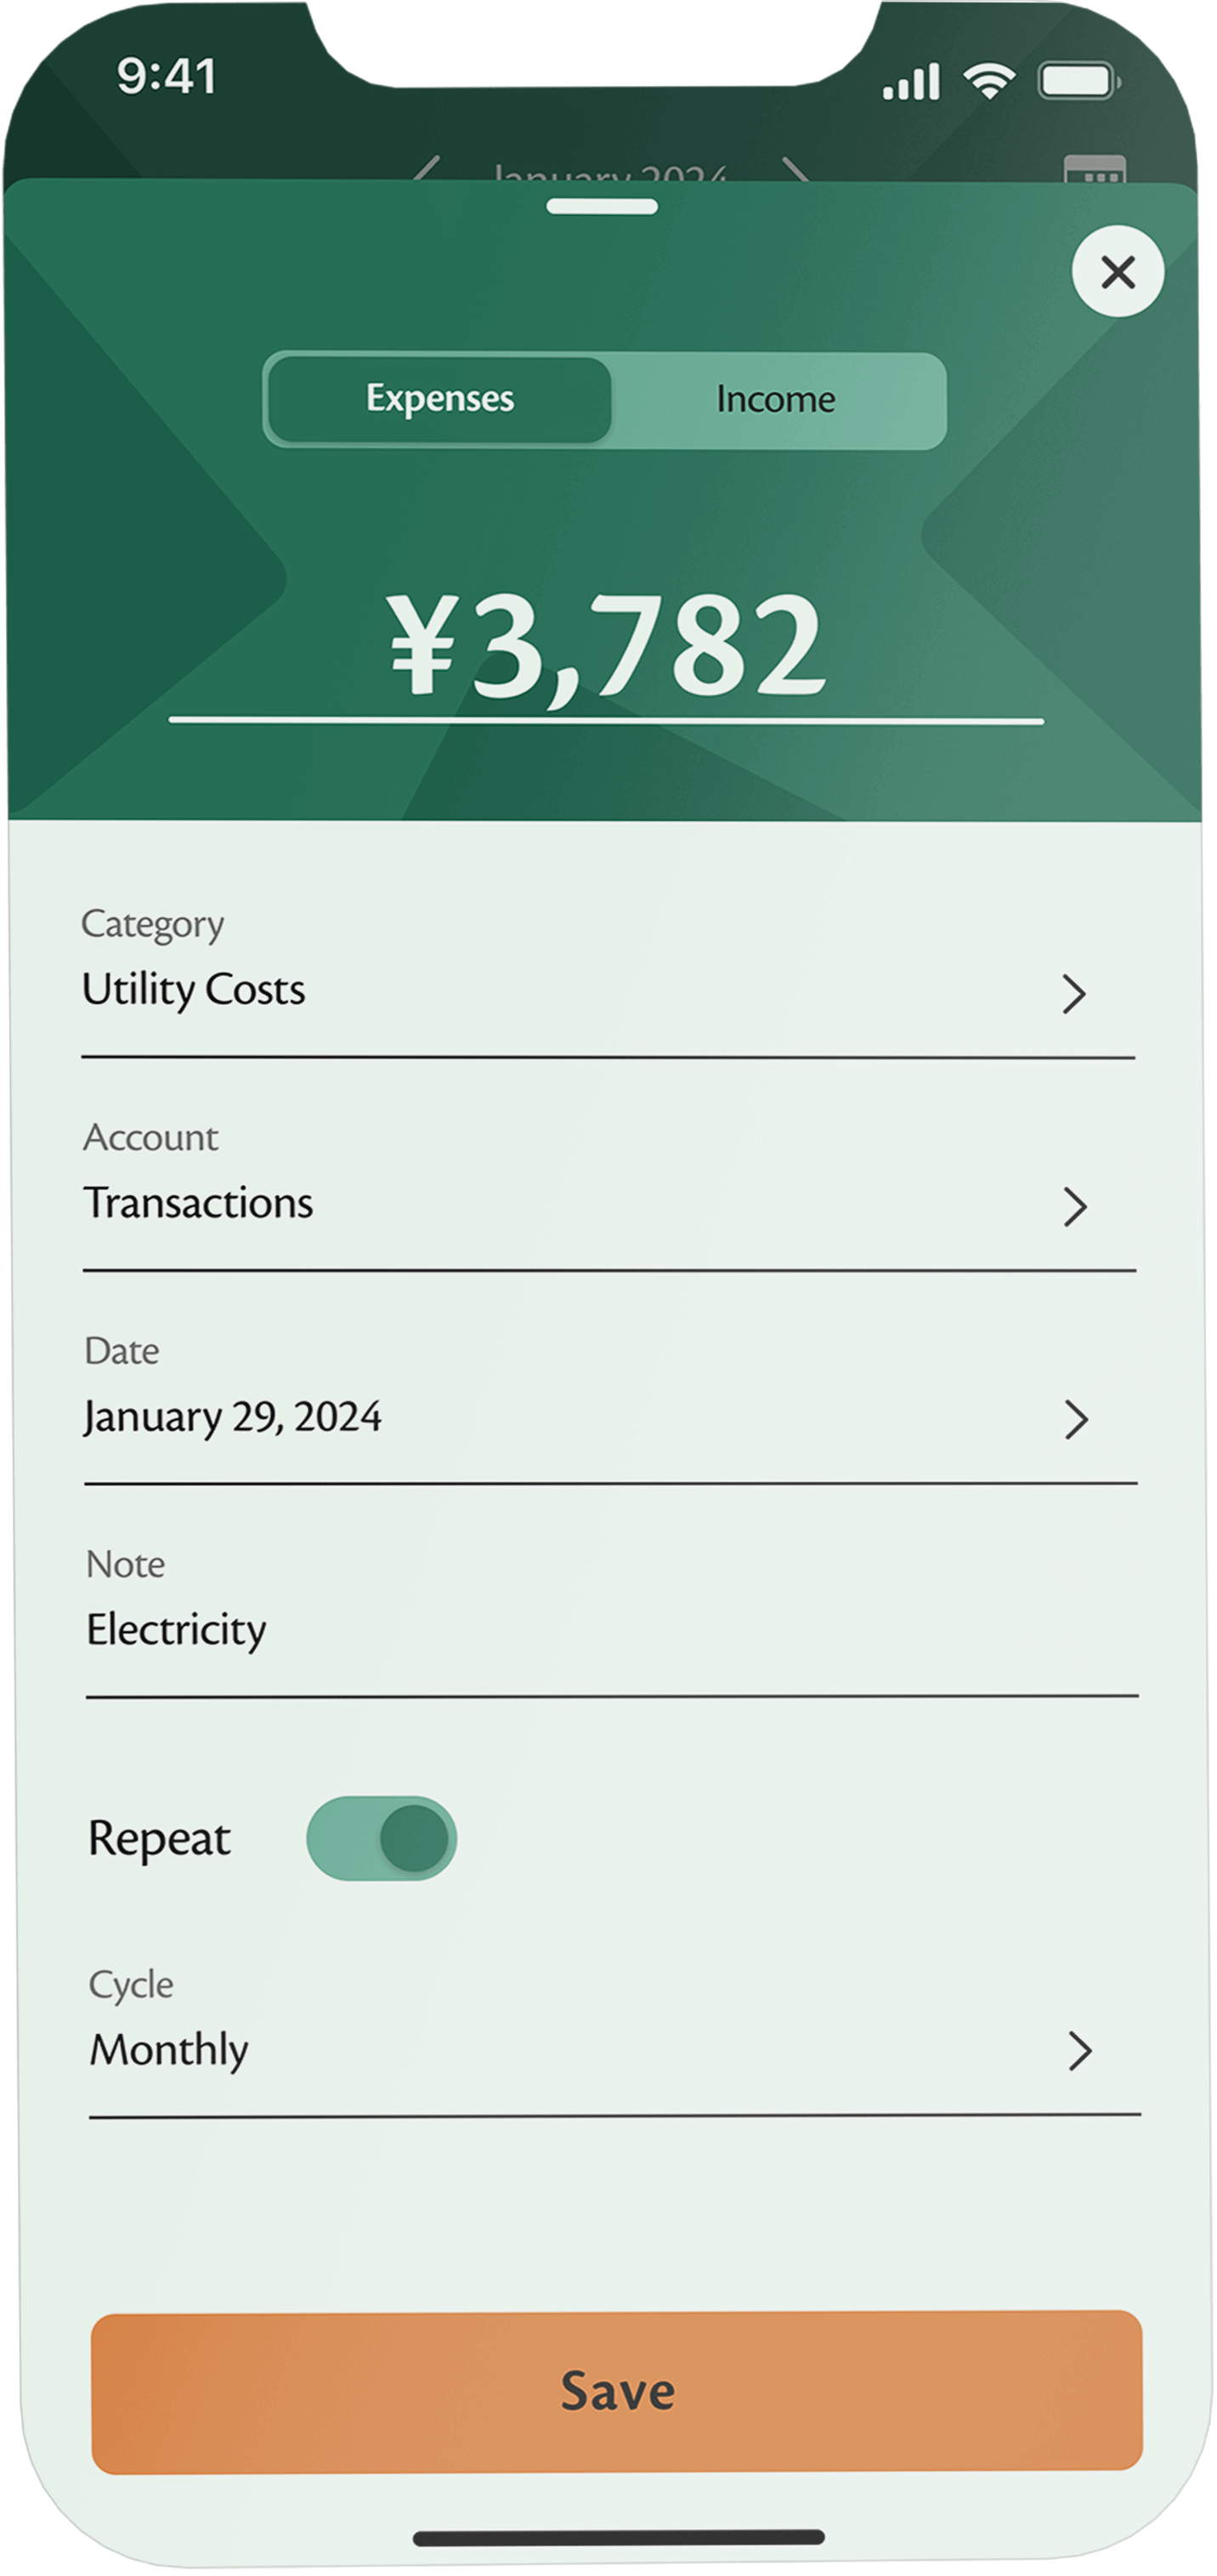 9:41
January 2024
Expenses
Income
¥3,782
Category
Utility Costs
Account
Transactions
Date
January 29, 2024
Note
Electricity
Repeat
Cycle
Monthly
Save